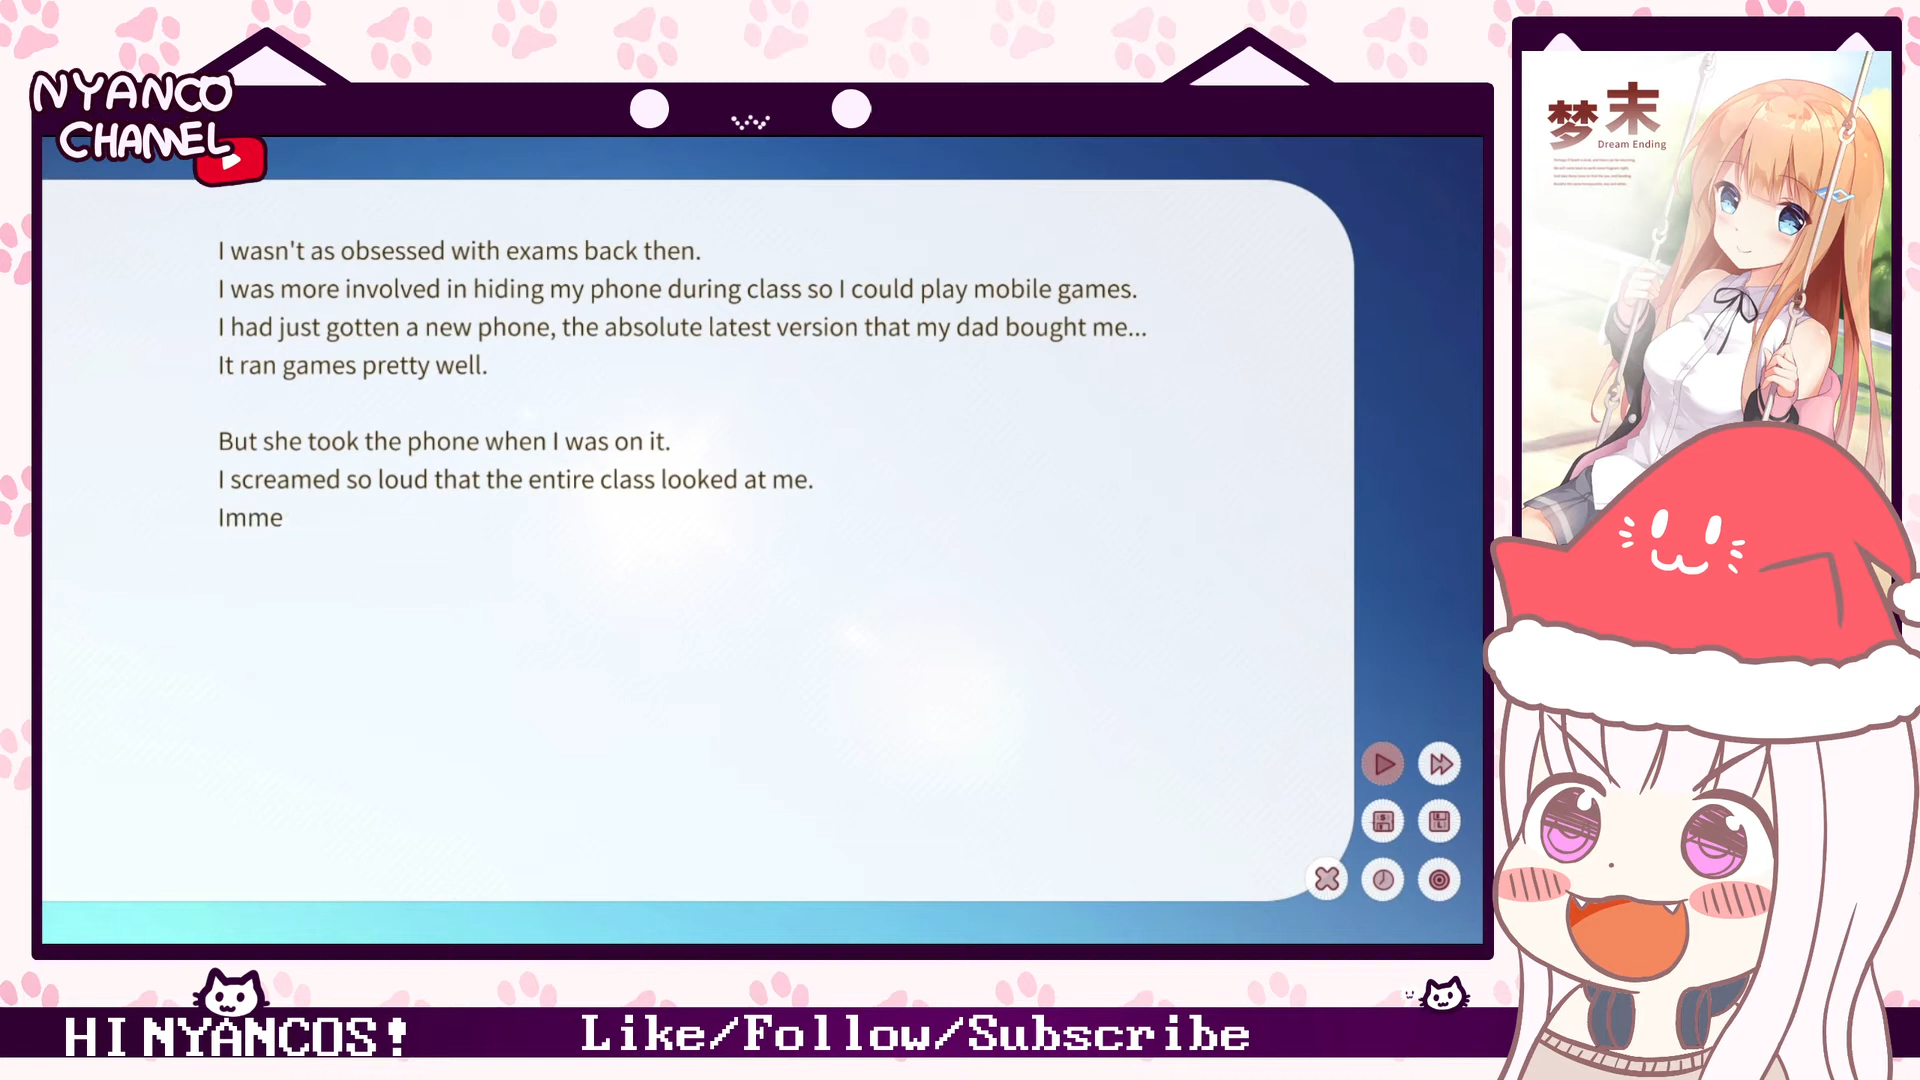 NYANCO
CHANNEL
I wasn't as obsessed with exams back then.
I was more involved in hiding my phone during class so I could play mobile games.
I had just gotten a new phone, the absolute latest version that my dad bought me...
It ran games pretty well.
But she took the phone when I was on it.
I screamed so loud that the entire class looked at me.
Imme
梦末
Dream Ending
HI NYANCOS!
Like/Follow/Subscribe